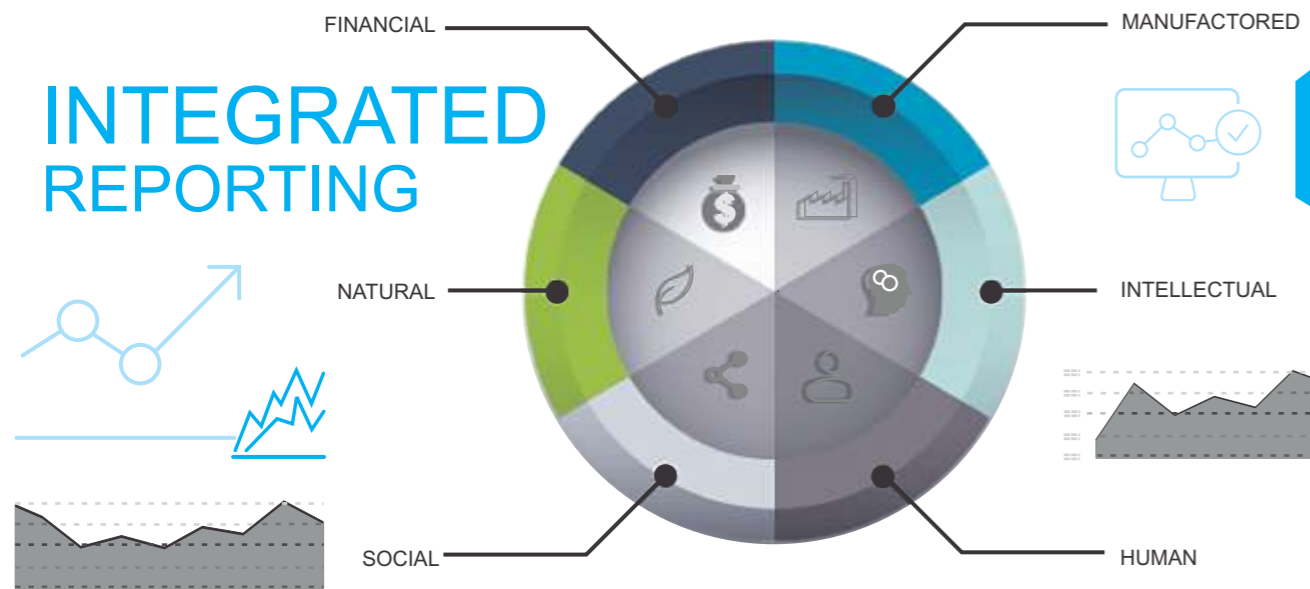 FINANCIAL
MANUFACTORED
INTEGRATED
REPORTING
$
NATURAL
INTELLECTUAL
SOCIAL
HUMAN